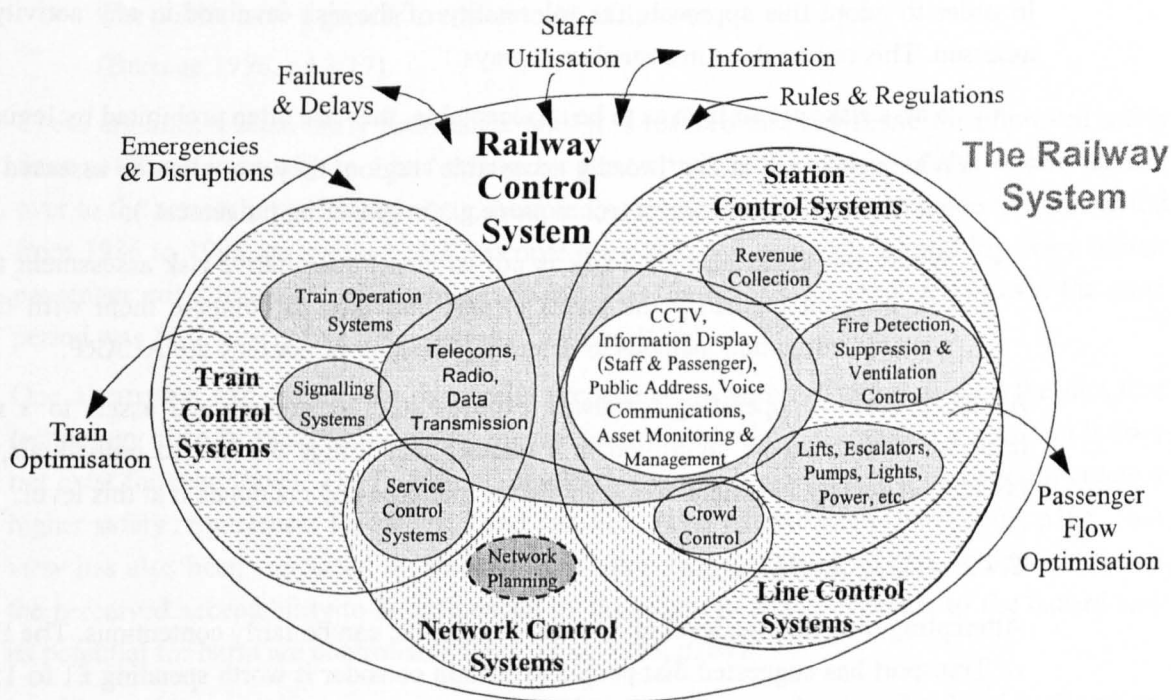 Staff
Utilisation
Information
Failures
& Delays
Rules & Regulations
Emergencies
& Disruptions
Railway
Control
System
The Railway
System
Station
Control Systems
Revenue
Collection
Train Operation
Systems
CCTV,
Information Display
(Staff & Passenger),
Public Address, Voice
Communications,
Asset Monitoring &
Management
Fire Detection,
Suppression &
Ventilation
Control
Telecoms,
Radio,
Data
Transmission
Train
Control
Systems
Signalling
Systems
Train
Optimisation
Lifts, Escalators,
Pumps, Lights,
Power, etc.
Service
Control
Systems
Crowd
Control
Passenger
Flow
Optimisation
Network
Planning
Line Control
Systems
Network Control
Systems